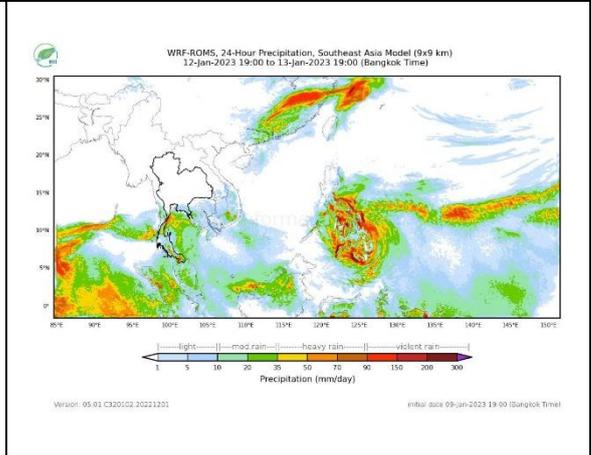 WRF-ROMS, 24-Hour Precipitation, Southeast Asia Model (9x9 km)
12-Jan-2023 19:00 to 13-Jan-2023 19:00 (Bangkok Time)
30°N
25°N
20°N
15°N
10°N
5°N
0°
85°E 90°E 95°E 100°E 105°E 110°E 115°E 120°E 125°E 130°E 135°E 140°E 145°E 150°E
|--------light--------||---mod.rain---||-------heavy rain-------||-------violent rain-------|
1 5 10 20 35 50 70 90 150 200 300
Precipitation (mm/day)
Version: 05.01 C320102.20221201
initial date 09-Jan-2023 19:00 (Bangkok Time)